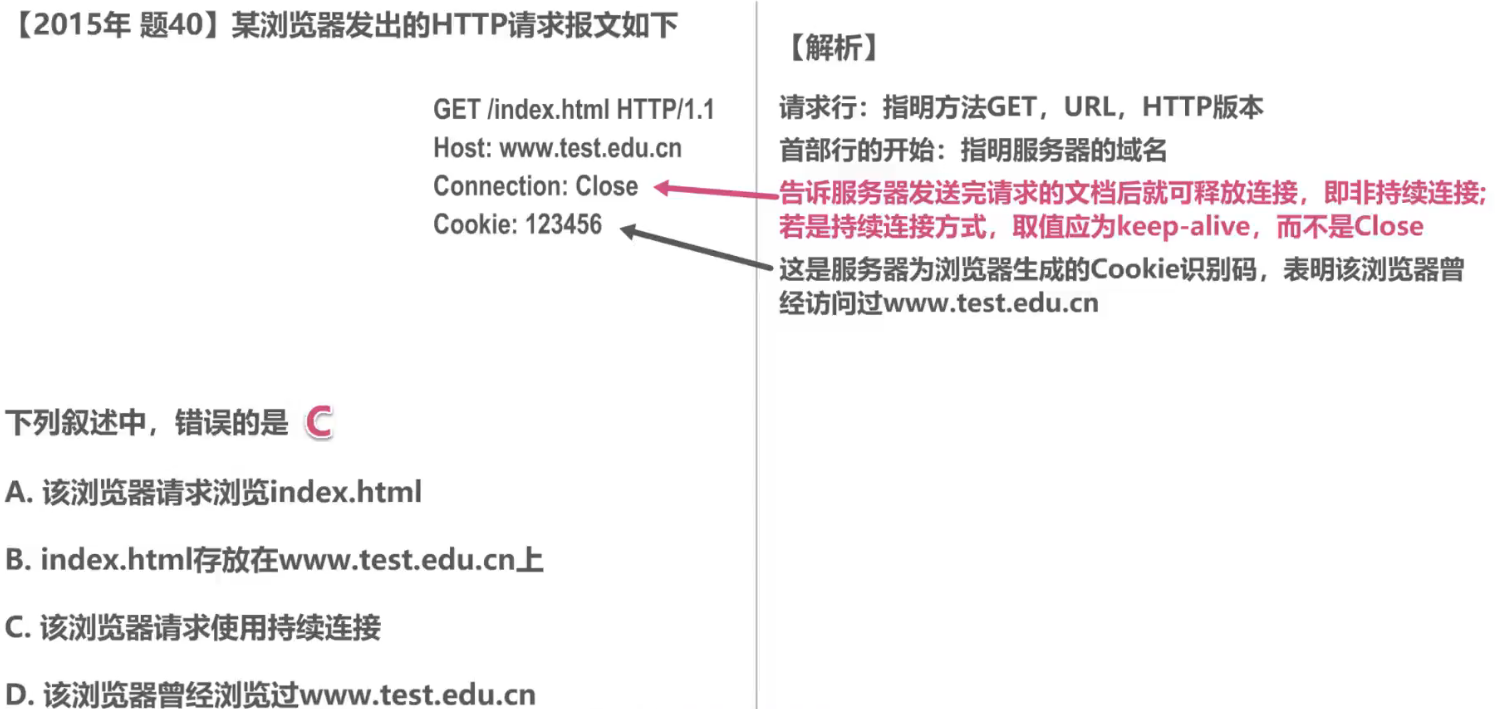 【2015年 题40】某浏览器发出的HTTP请求报文如下
GET /index.html HTTP/1.1
Host: www.test.edu.cn
Connection: Close
Cookie: 123456
下列叙述中，错误的是 C
A. 该浏览器请求浏览index.html
B. index.html存放在www.test.edu.cn上
C. 该浏览器请求使用持续连接
D. 该浏览器曾经浏览过www.test.edu.cn
【解析】
请求行：指明方法GET，URL，HTTP版本
首部行的开始：指明服务器的域名
告诉服务器发送完请求的文档后就可释放连接，即非持续连接;
若是持续连接方式，取值应为keep-alive，而不是Close
这是服务器为浏览器生成的Cookie识别码，表明该浏览器曾
经访问过www.test.edu.cn